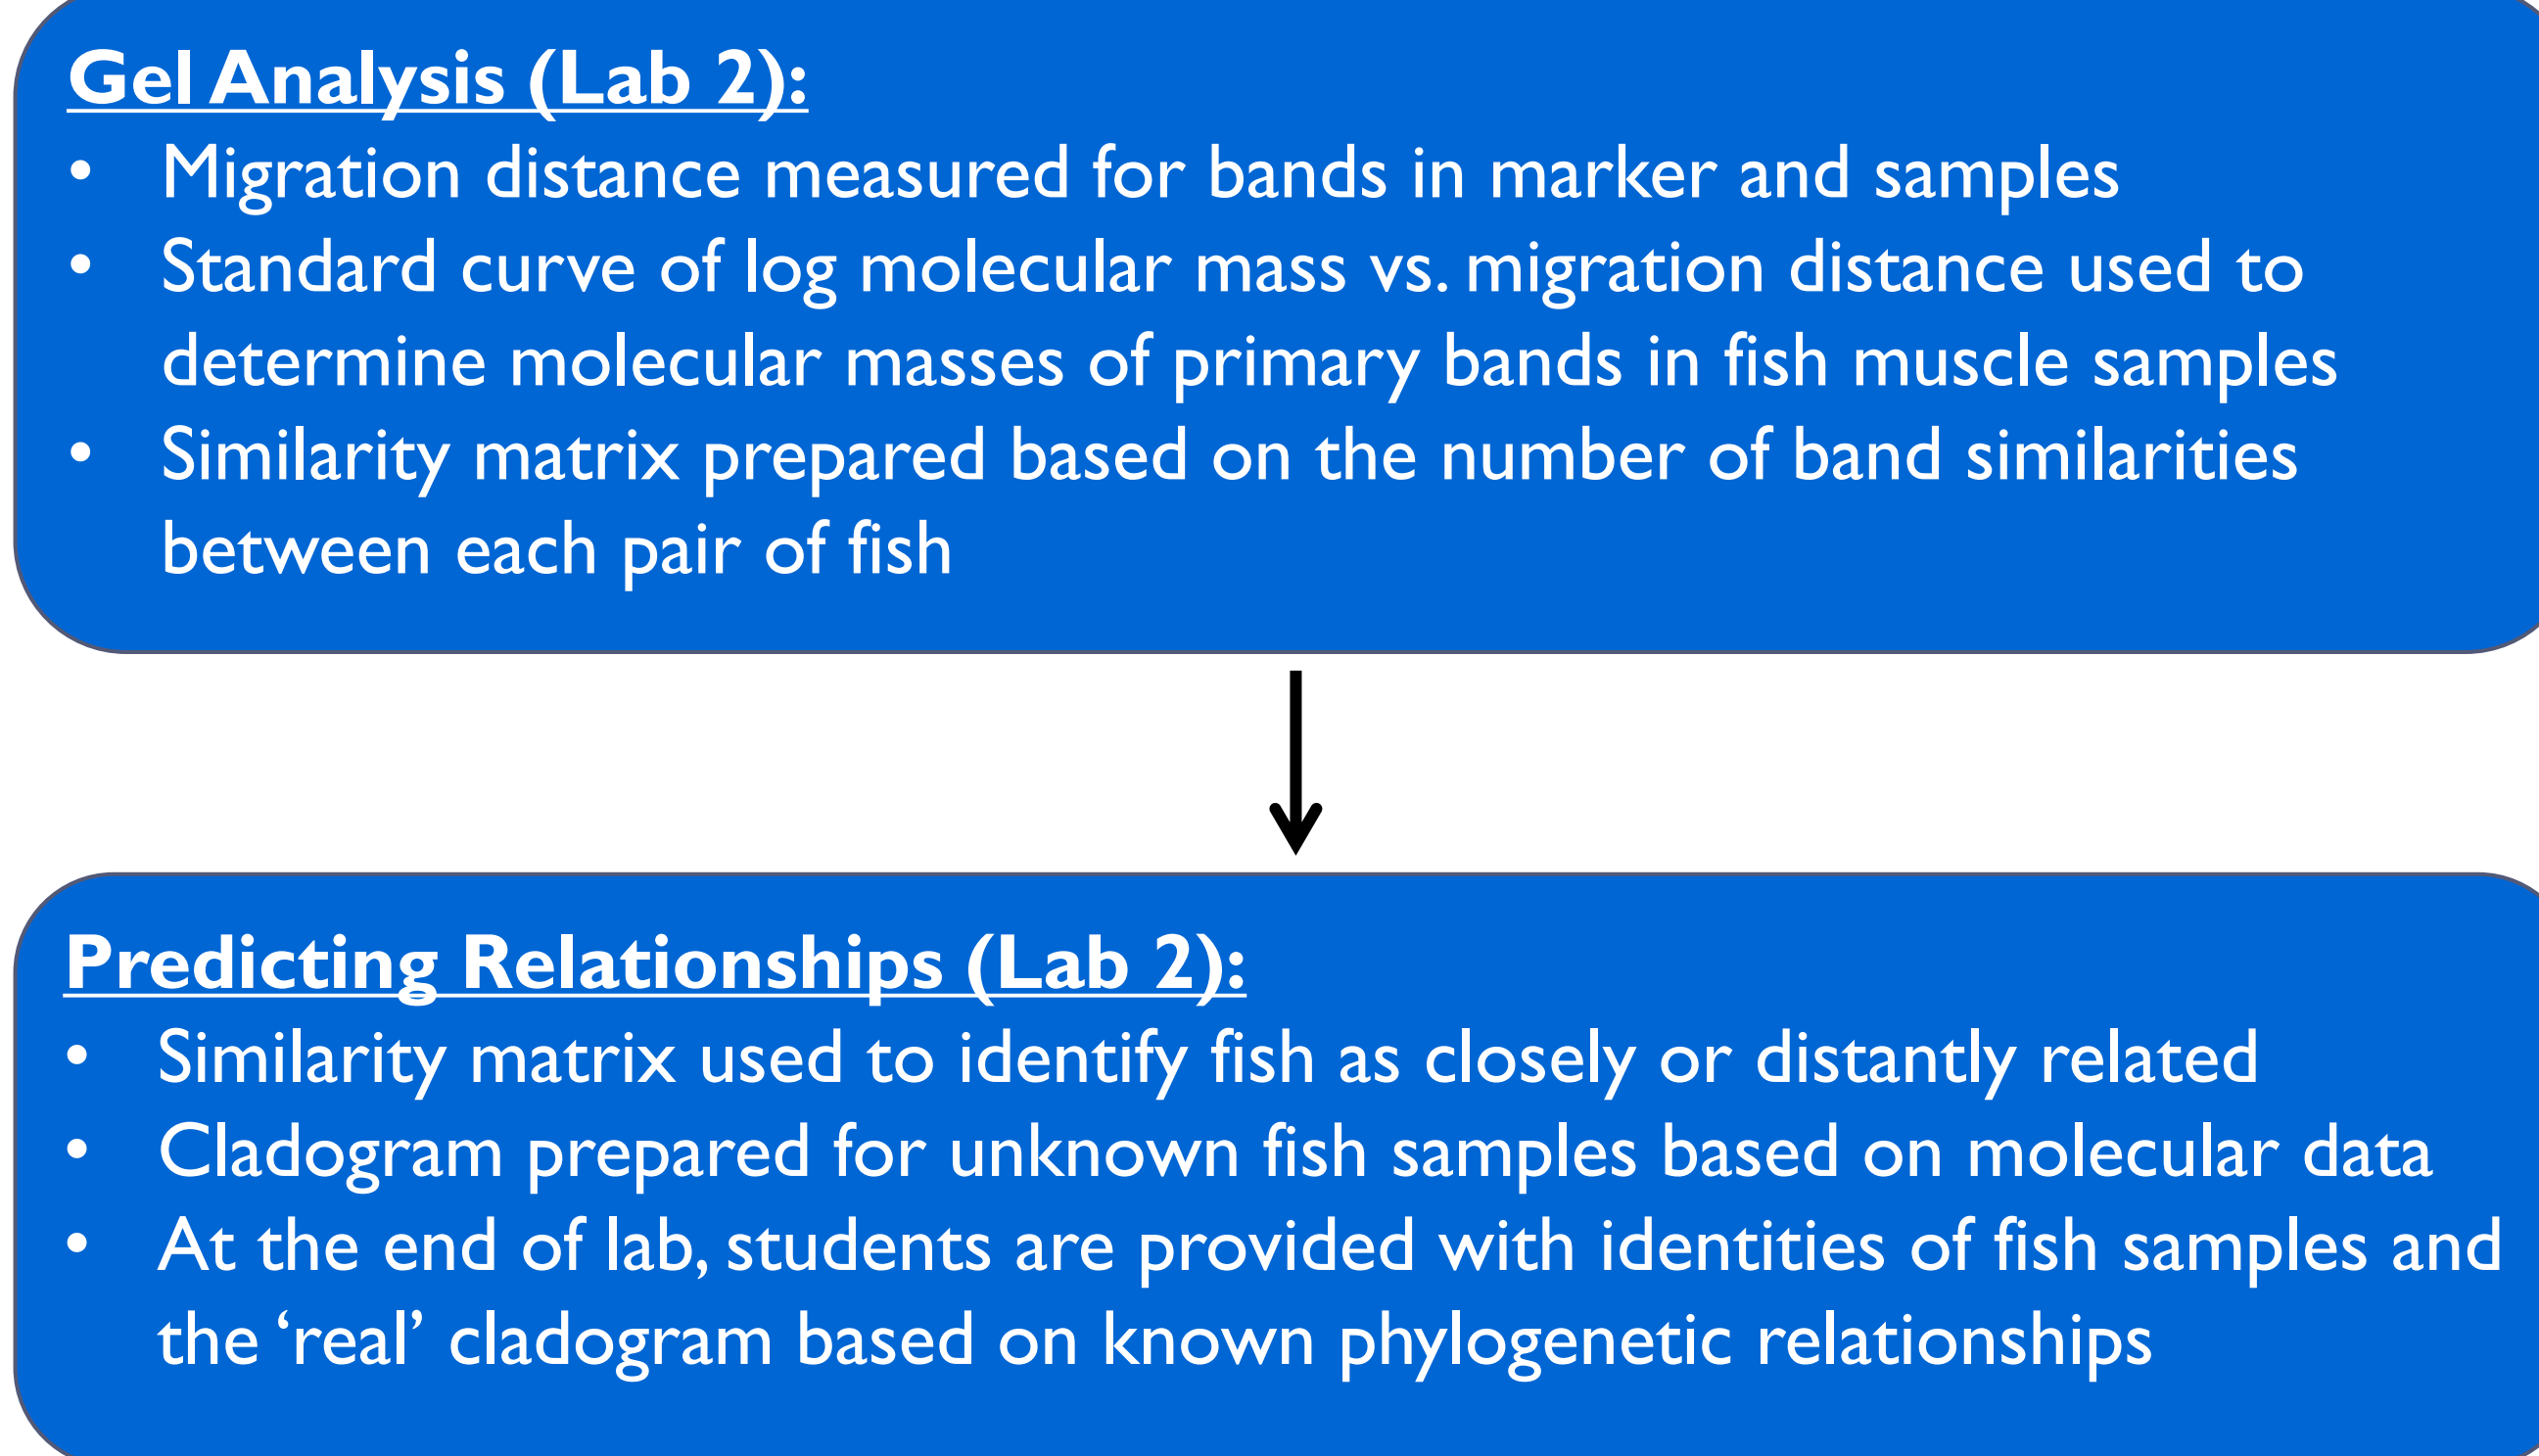 Gel Analysis (Lab 2):
• Migration distance measured for bands in marker and samples
• Standard curve of log molecular mass vs. migration distance used to
determine molecular masses of primary bands in fish muscle samples
• Similarity matrix prepared based on the number of band similarities
between each pair of fish
Predicting Relationships (Lab 2):
• Similarity matrix used to identify fish as closely or distantly related
• Cladogram prepared for unknown fish samples based on molecular data
• At the end of lab, students are provided with identities of fish samples and
the ‘real’ cladogram based on known phylogenetic relationships